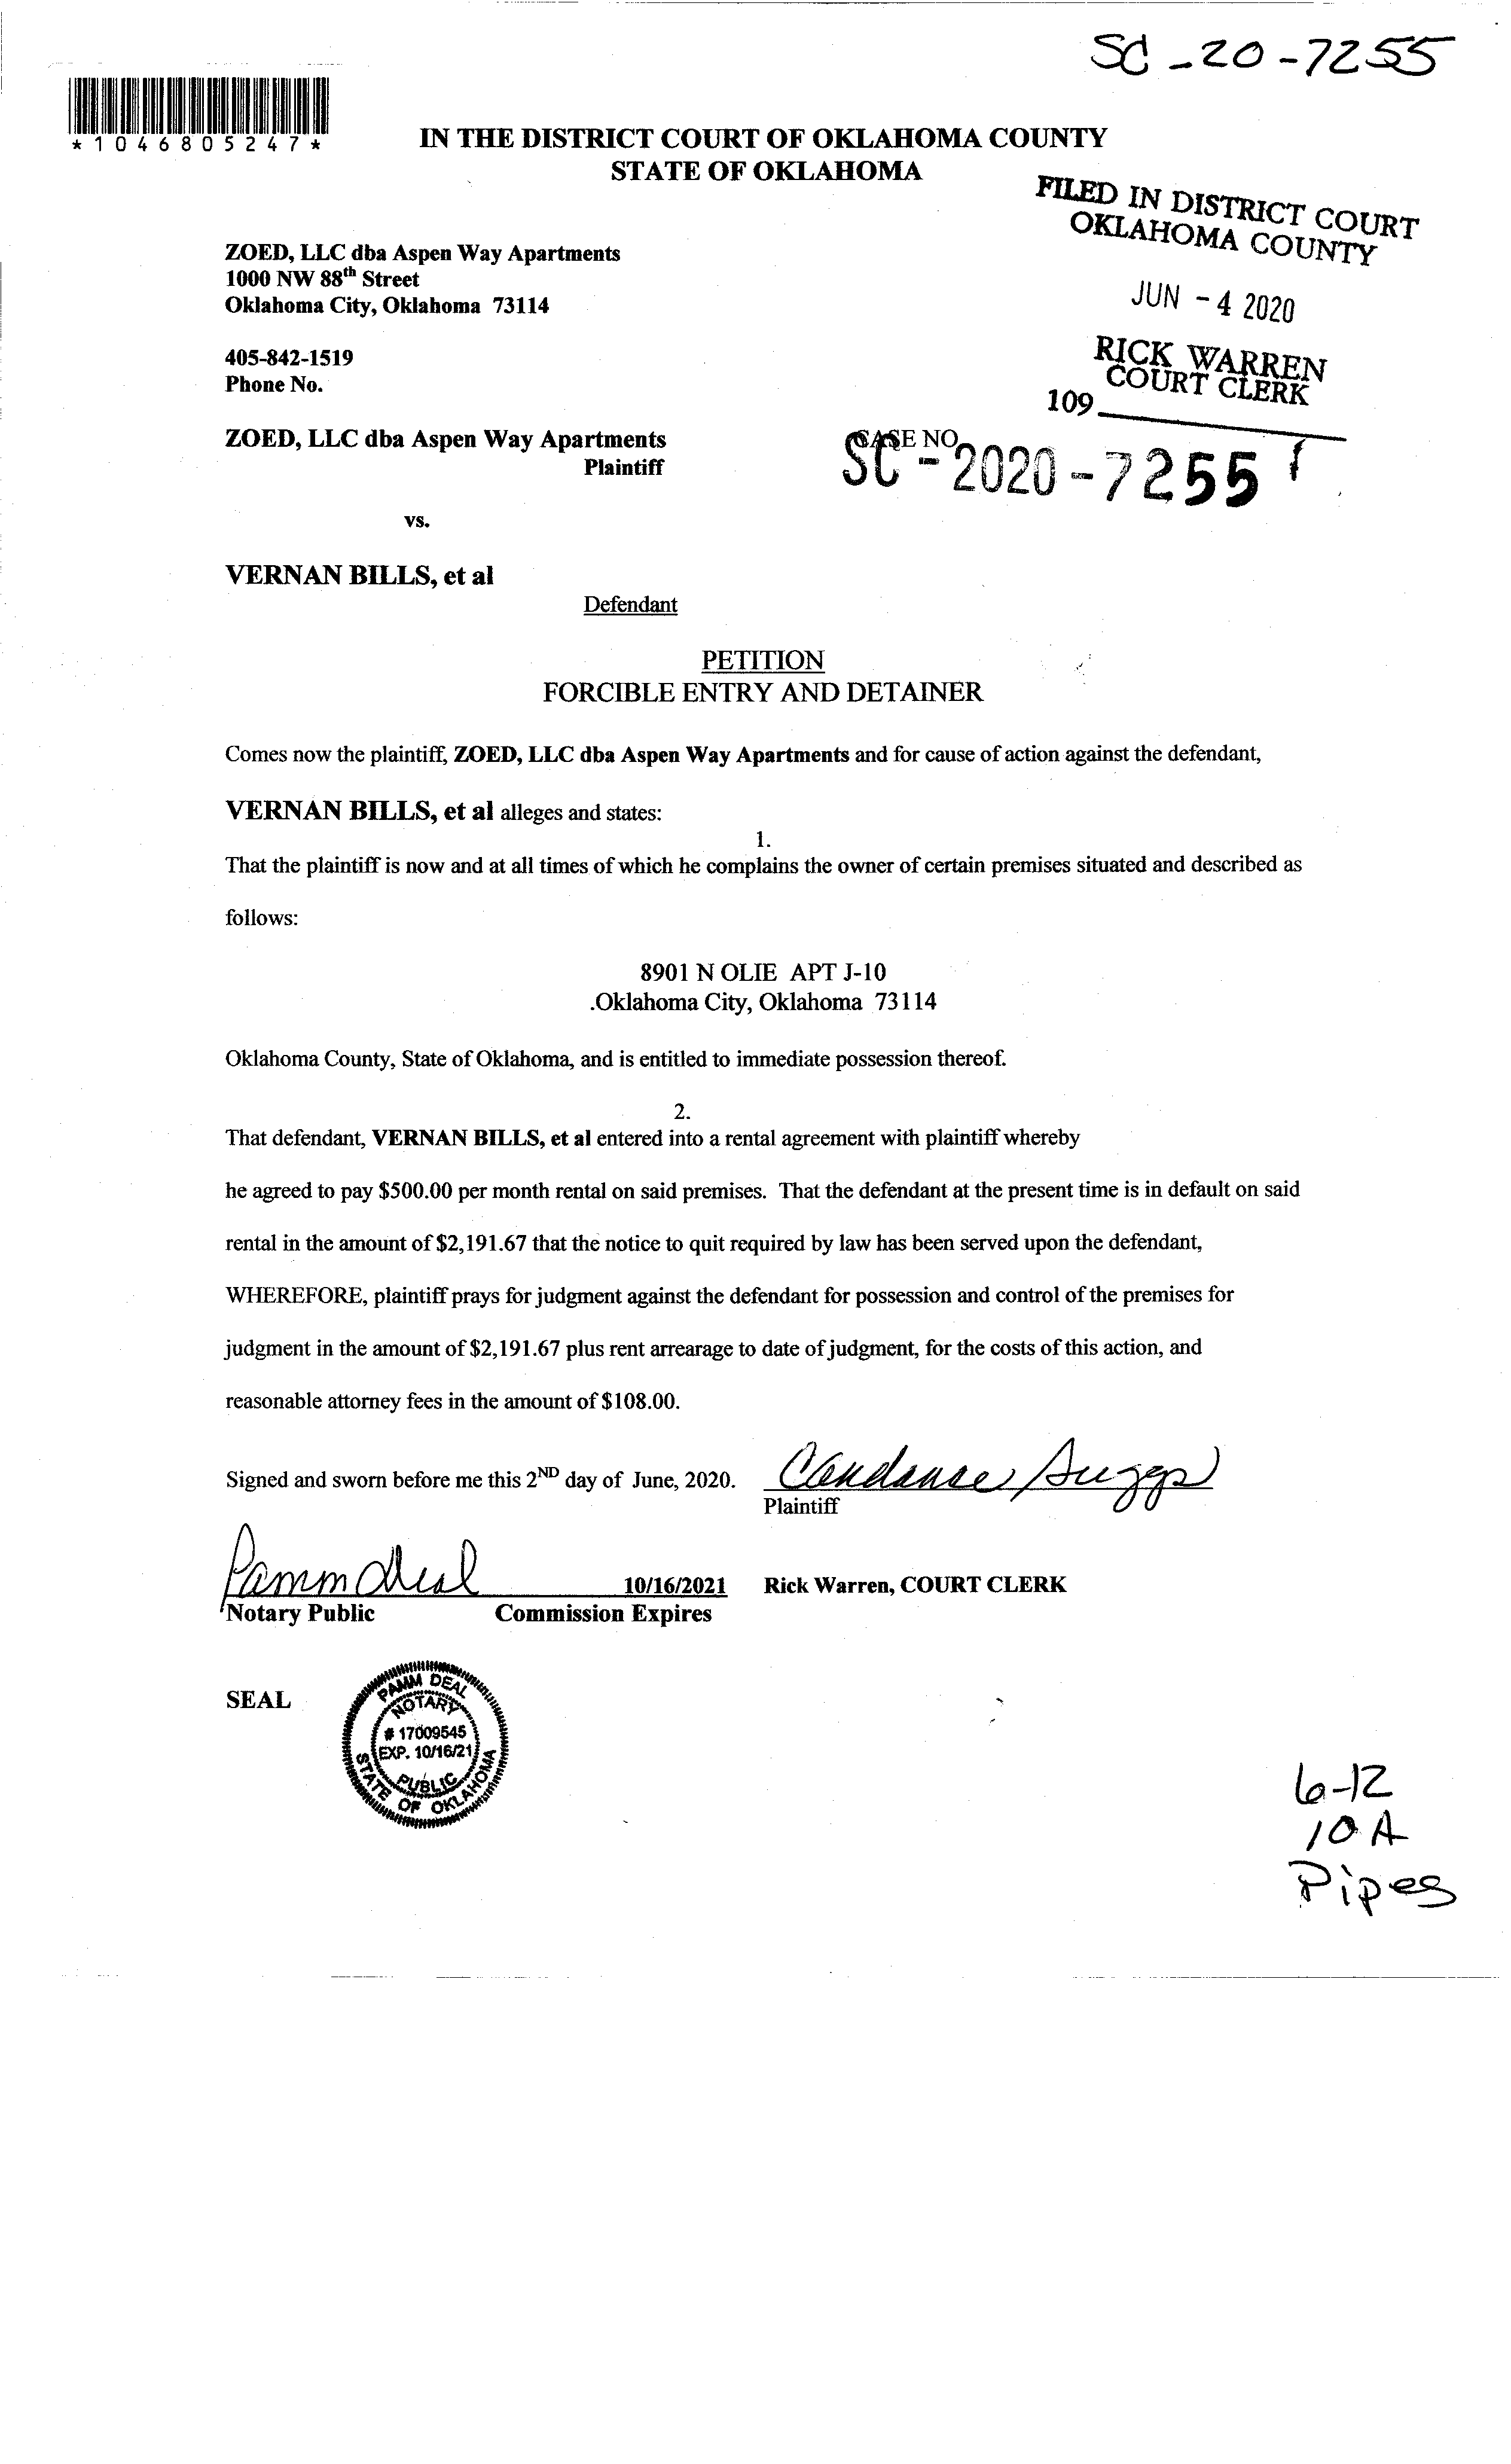 SC-20-7255
*1046805247*
IN THE DISTRICT COURT OF OKLAHOMA COUNTY
STATE OF OKLAHOMA
FILED IN DISTRICT COURT
OKLAHOMA COUNTY
JUN - 4 2020
RICK WARREN
COURT CLERK
109
ZOED, LLC dba Aspen Way Apartments
1000 NW 88th Street
Oklahoma City, Oklahoma 73114
405-842-1519
Phone No.
ZOED, LLC dba Aspen Way Apartments
Plaintiff
CASE NO.
SC-2020-7255
vs.
VERNAN BILLS, et al
Defendant
PETITION
FORCIBLE ENTRY AND DETAINER
Comes now the plaintiff, ZOED, LLC dba Aspen Way Apartments and for cause of action against the defendant,
VERNAN BILLS, et al alleges and states:
1.
That the plaintiff is now and at all times of which he complains the owner of certain premises situated and described as
follows:
8901 N OLIE APT J-10
.Oklahoma City, Oklahoma 73114
Oklahoma County, State of Oklahoma, and is entitled to immediate possession thereof.
2.
That defendant, VERNAN BILLS, et al entered into a rental agreement with plaintiff whereby
he agreed to pay $500.00 per month rental on said premises. That the defendant at the present time is in default on said
rental in the amount of $2,191.67 that the notice to quit required by law has been served upon the defendant,
WHEREFORE, plaintiff prays for judgment against the defendant for possession and control of the premises for
judgment in the amount of $2,191.67 plus rent arrearage to date of judgment, for the costs of this action, and
reasonable attorney fees in the amount of $108.00.
Signed and sworn before me this 2ND day of June, 2020.
Candanse Suggs
Plaintiff
Pamm Deal
10/16/2021
Rick Warren, COURT CLERK
Notary Public
Commission Expires
SEAL
PAMM DEAL
NOTARY
# 17009545
EXP. 10/16/21
PUBLIC
STATE OF OKLAHOMA
6-12
10 A
Pipes